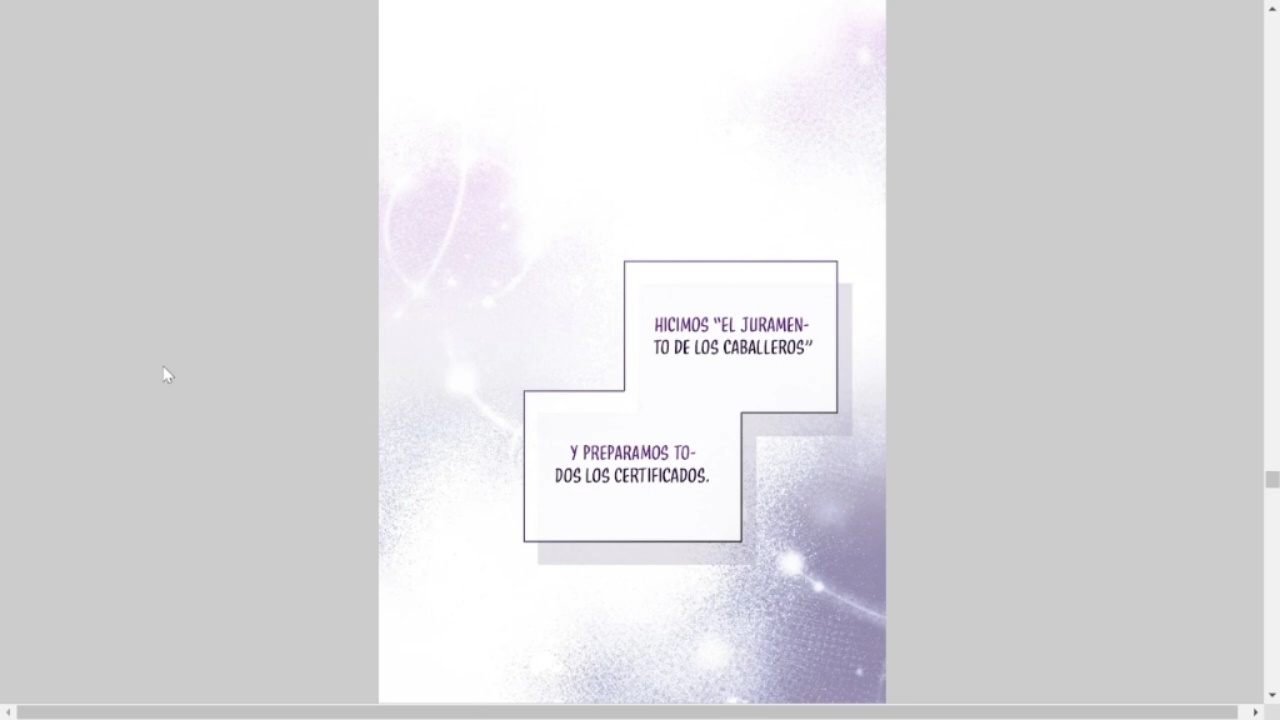 HICIMOS “EL JURAMEN-
TO DE LOS CABALLEROS”
Y PREPARAMOS TO-
DOS LOS CERTIFICADOS.